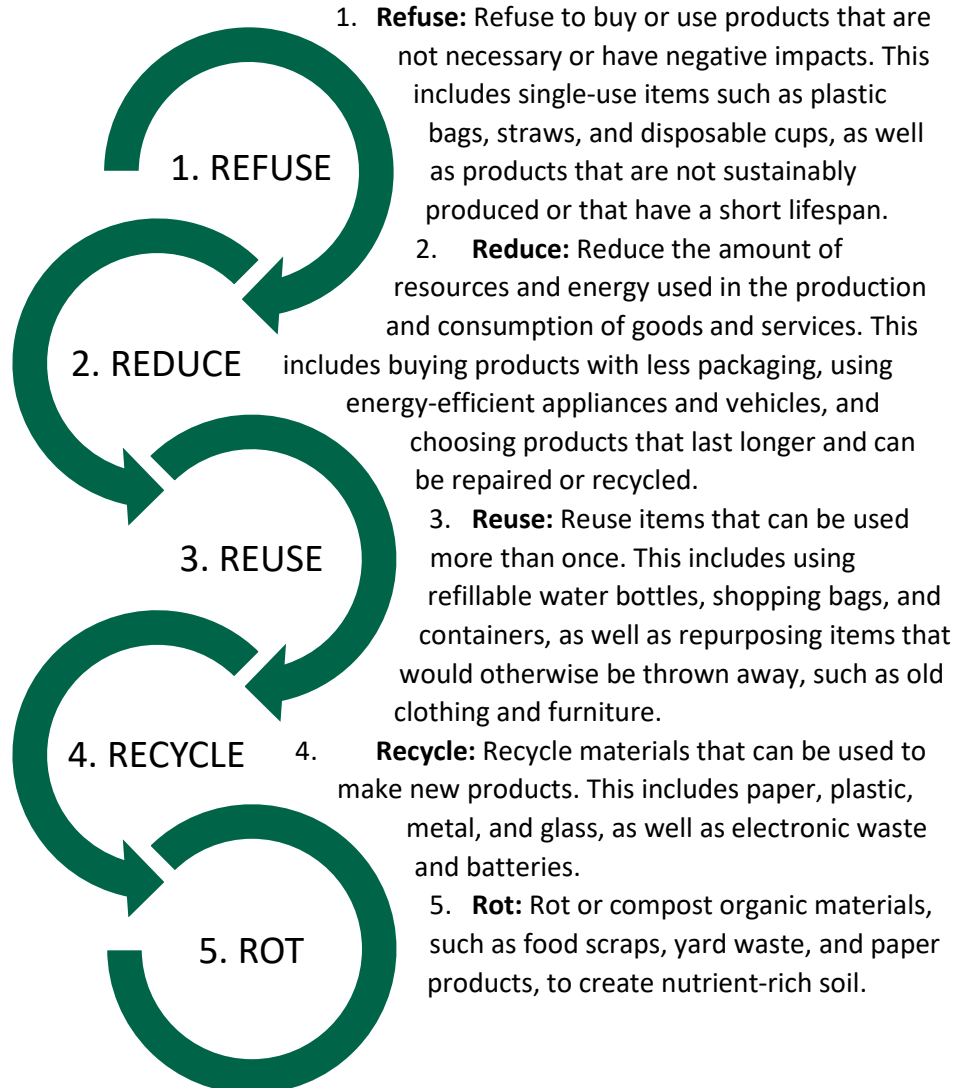 1. Refuse: Refuse to buy or use products that are
not necessary or have negative impacts. This
includes single-use items such as plastic
bags, straws, and disposable cups, as well
1. REFUSE
as products that are not sustainably
produced or that have a short lifespan.
2. Reduce: Reduce the amount of
resources and energy used in the production
and consumption of goods and services. This
2. REDUCE
includes buying products with less packaging, using
energy-efficient appliances and vehicles, and
choosing products that last longer and can
be repaired or recycled.
3. Reuse: Reuse items that can be used
3. REUSE
more than once. This includes using
refillable water bottles, shopping bags, and
containers, as well as repurposing items that
would otherwise be thrown away, such as old
clothing and furniture.
4. RECYCLE
4. Recycle: Recycle materials that can be used to
make new products. This includes paper, plastic,
metal, and glass, as well as electronic waste
and batteries.
5. Rot: Rot or compost organic materials,
5. ROT
such as food scraps, yard waste, and paper
products, to create nutrient-rich soil.